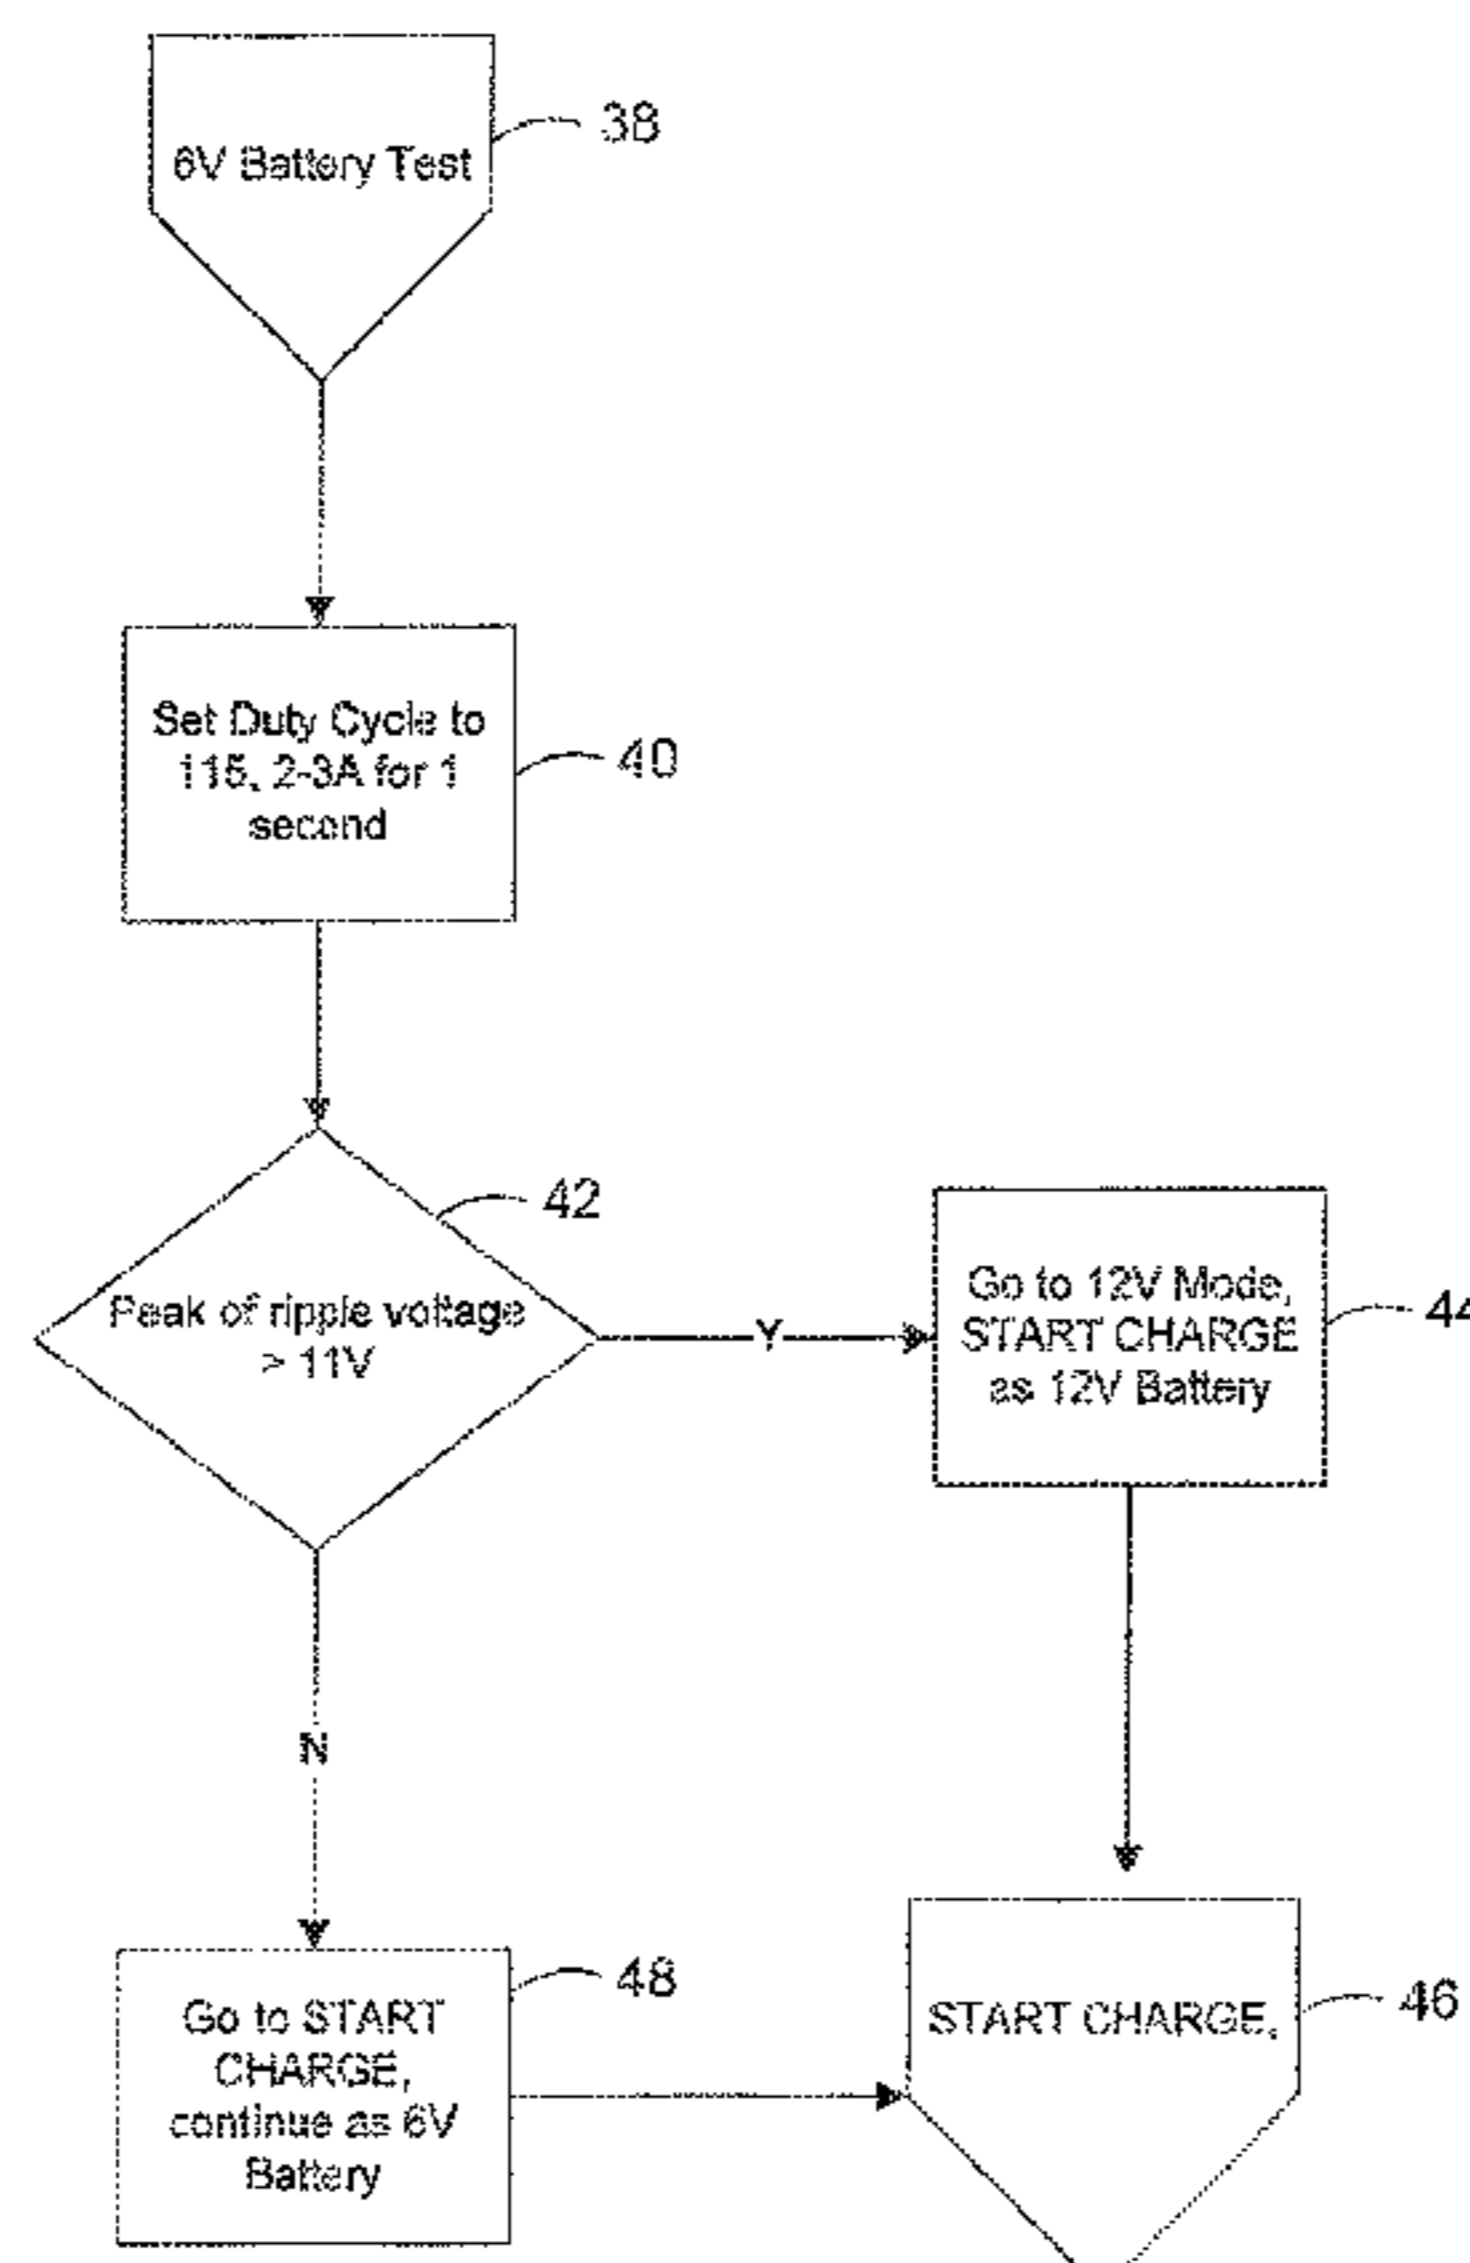 38
6V Battery Test
Set Duty Cycle to
115, 2-3A for 1
second
40
42
Peak of ripple voltage
> 11V
Y
Go to 12V Mode,
START CHARGE
as 12V Battery
44
N
48
Go to START
CHARGE,
continue as 6V
Battery
START CHARGE,
46